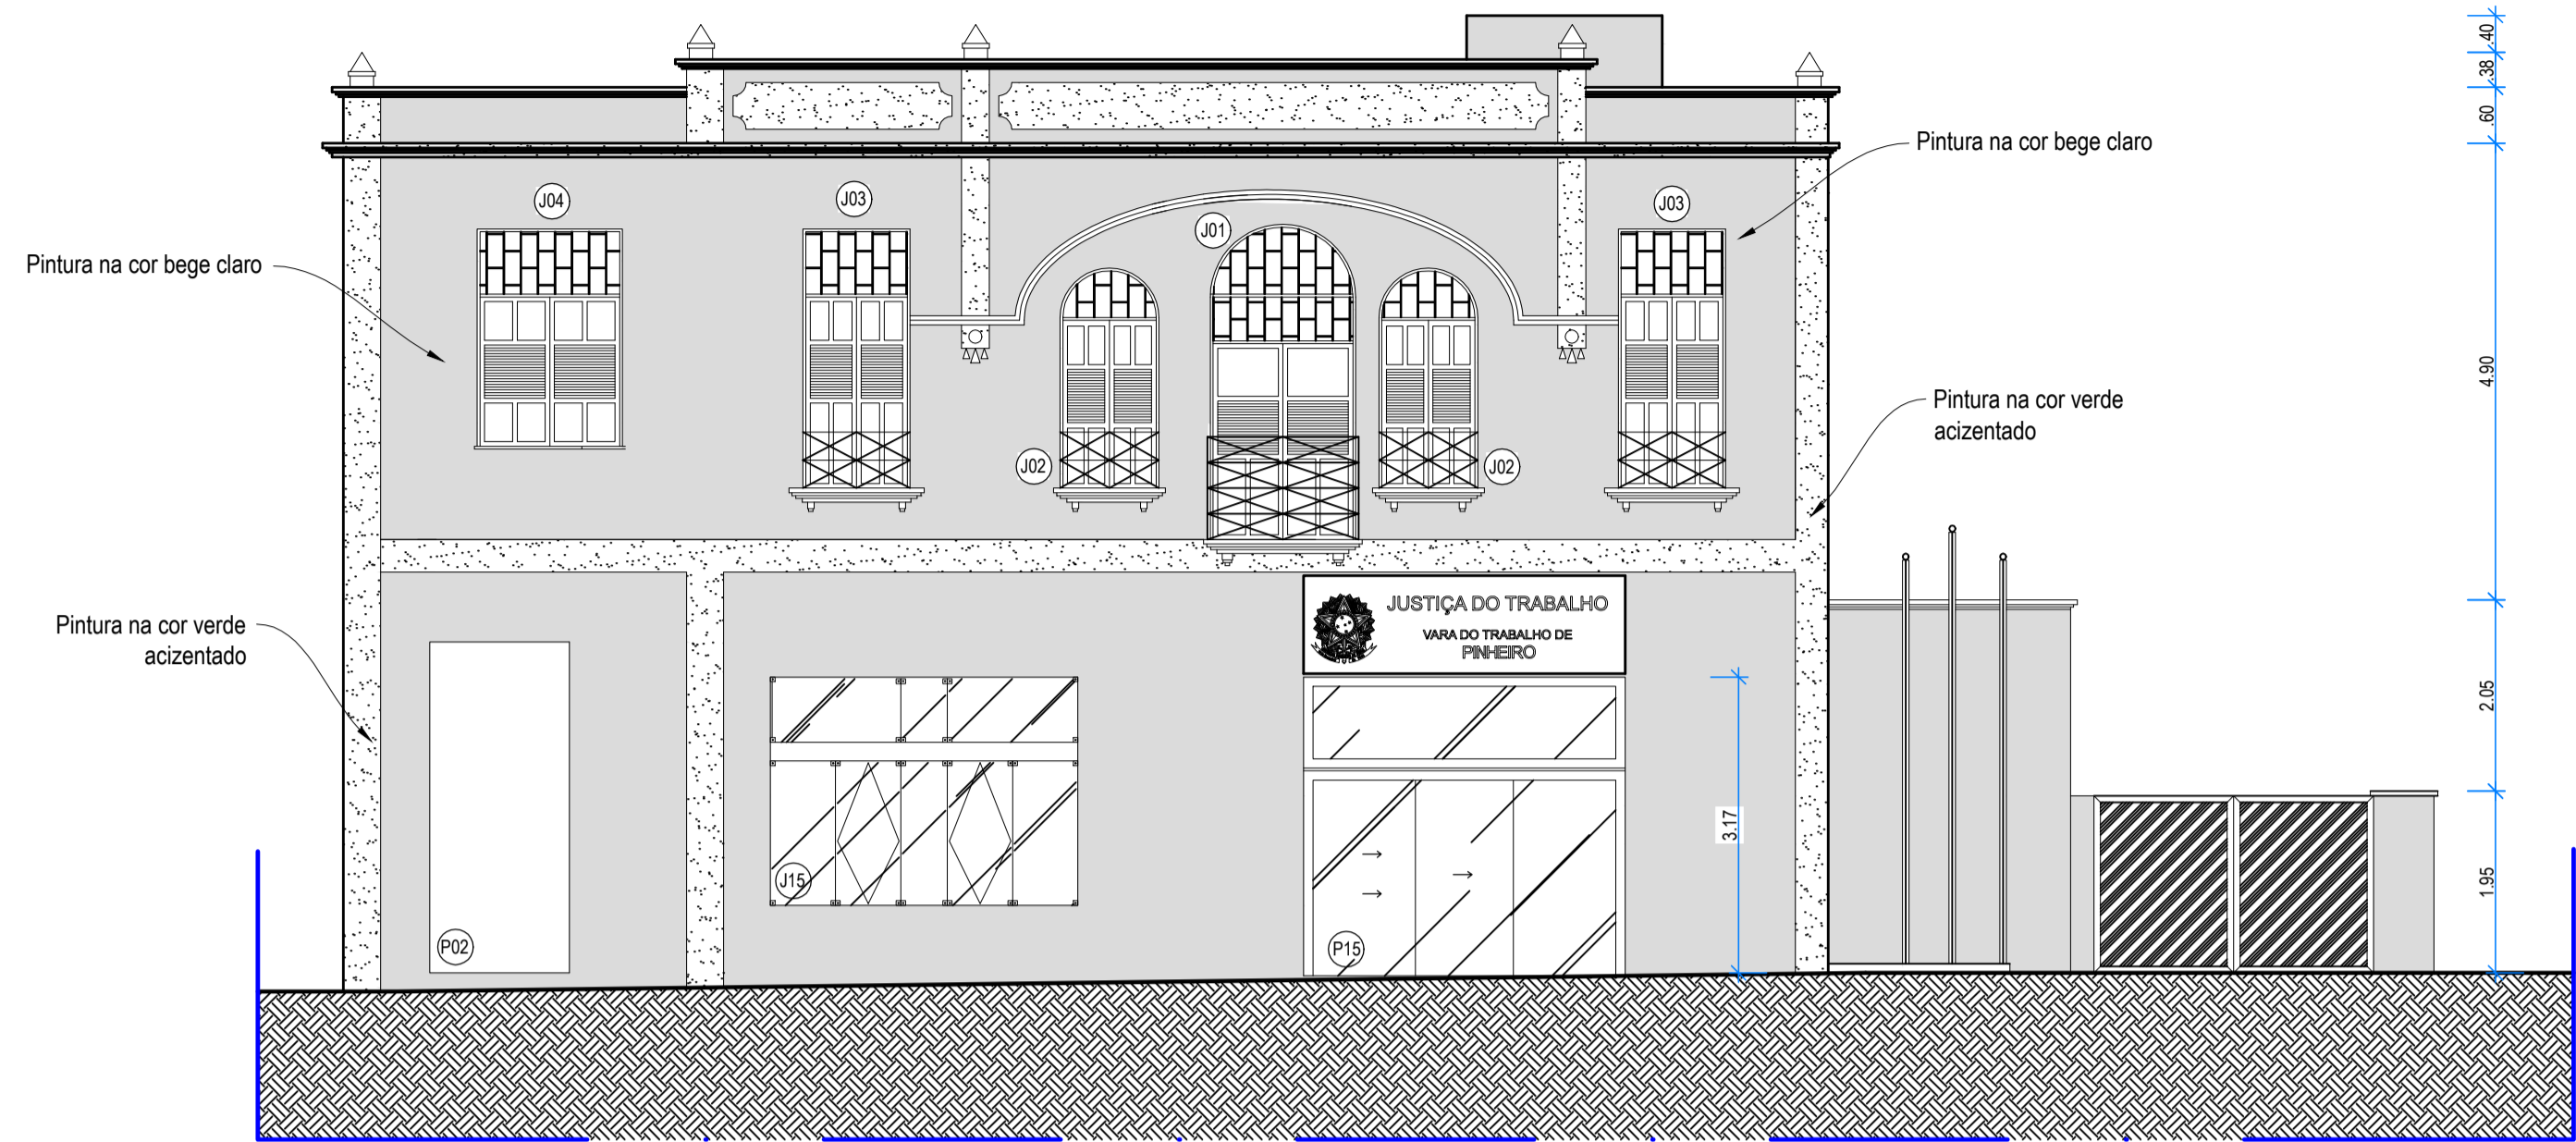 .40
.38
.60
Pintura na cor bege claro
J04
J03
J03
J01
Pintura na cor bege claro
4.90
Pintura na cor verde
acizentado
J02
J02
JUSTIÇA DO TRABALHO
VARA DO TRABALHO DE
PINHEIRO
Pintura na cor verde
acizentado
2.05
3.17
J15
1.95
P02
P15